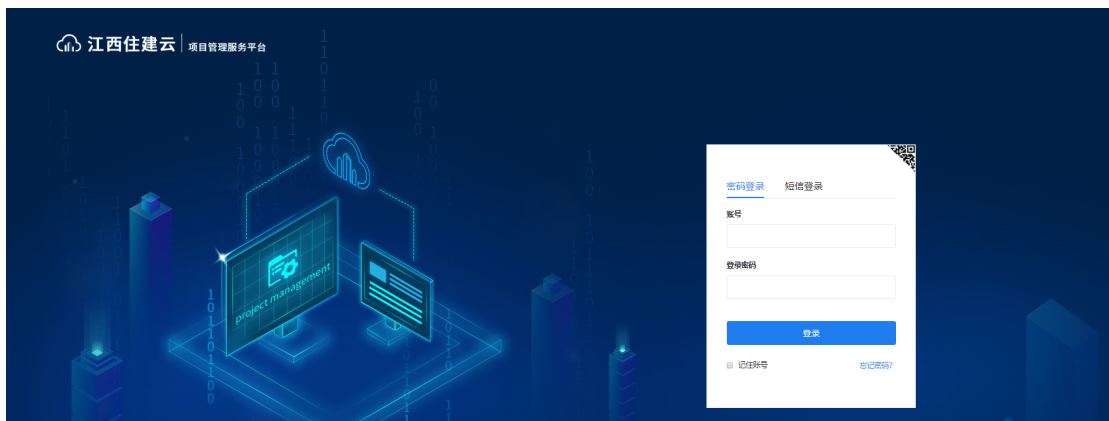 江西住建云 项目管理服务平台
密码登录 短信登录
账号
登录密码
登录
记住账号 忘记密码?
project management